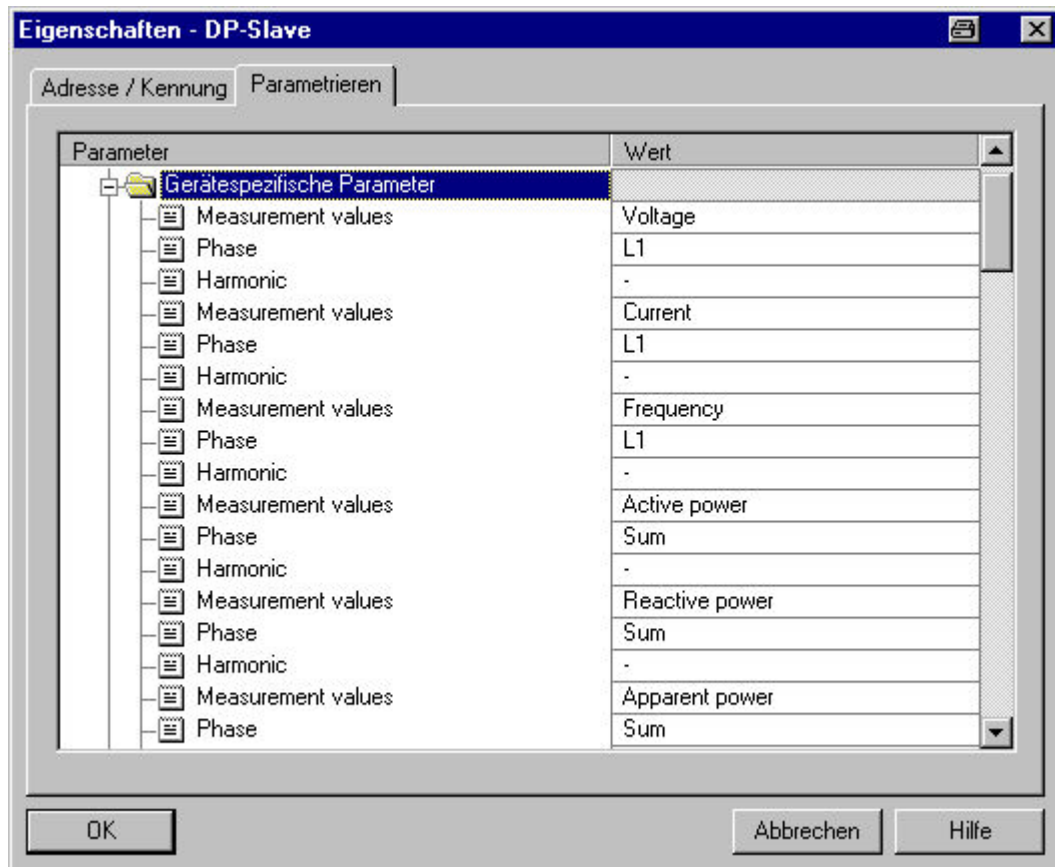 Eigenschaften - DP-Slave
Adresse / Kennung Parametrieren
Parameter Wert
Gerätespezifische Parameter
Measurement values Voltage
Phase L1
Harmonic -
Measurement values Current
Phase L1
Harmonic -
Measurement values Frequency
Phase L1
Harmonic -
Measurement values Active power
Phase Sum
Harmonic -
Measurement values Reactive power
Phase Sum
Harmonic -
Measurement values Apparent power
Phase Sum
OK Abbrechen Hilfe